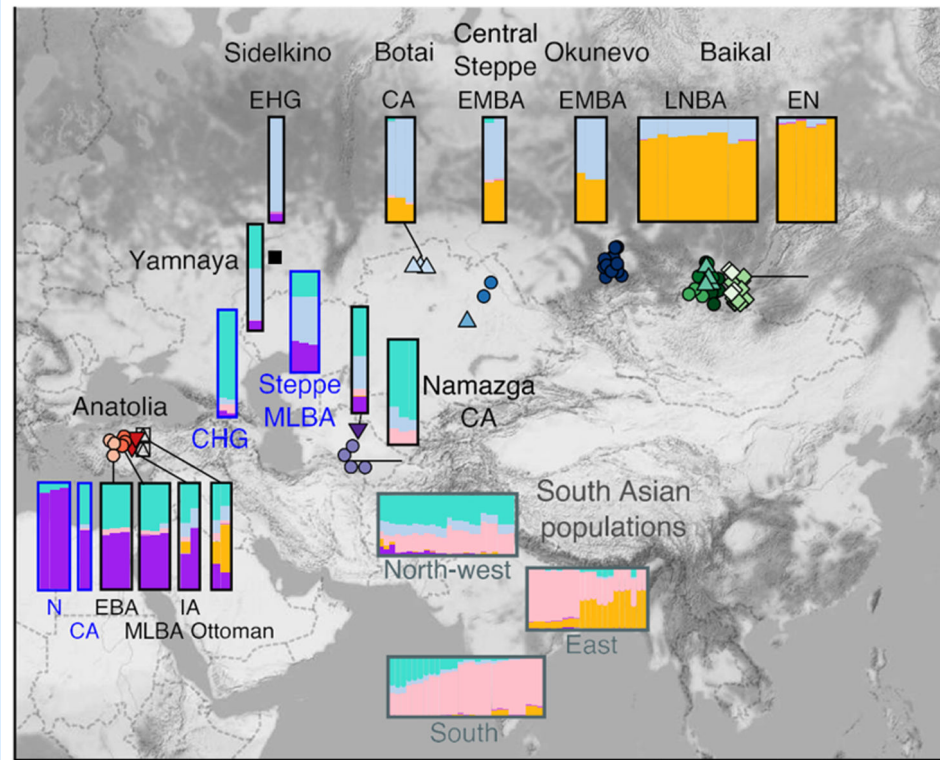 Sidelkino
Botai
Central
Steppe
Okunevo
Baikal
EHG
CA
EMBA
EMBA
LNBA
EN
Yamnaya
Steppe
MLBA
Namazga
CA
Anatolia
CHG
South Asian
populations
North-west
East
South
N
EBA
IA
CA
MLBA
Ottoman